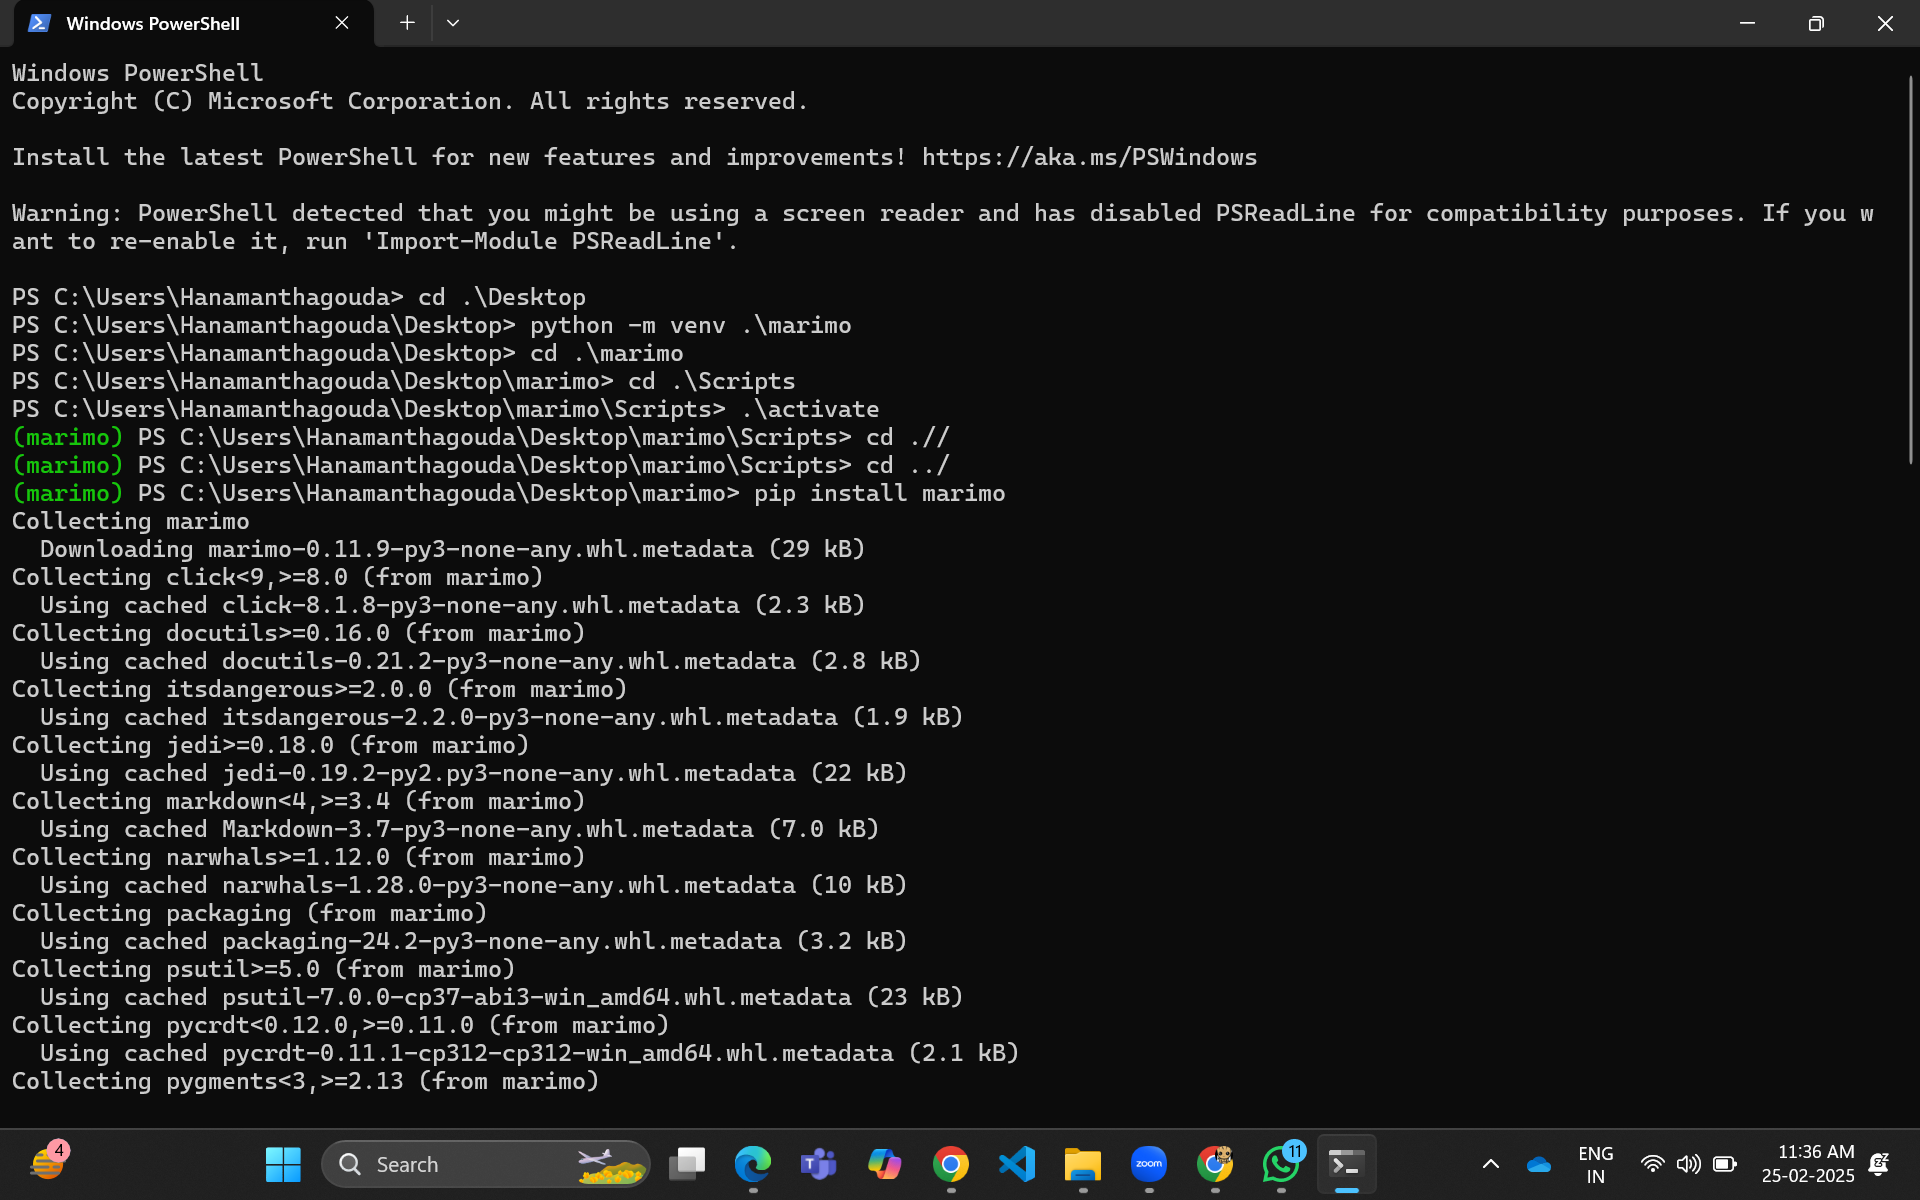 Windows PowerShell
Windows PowerShell
Copyright (C) Microsoft Corporation. All rights reserved.
Install the latest PowerShell for new features and improvements! https://aka.ms/PSWindows
Warning: PowerShell detected that you might be using a screen reader and has disabled PSReadLine for compatibility purposes. If you w
ant to re-enable it, run 'Import-Module PSReadLine'.
PS C:\Users\Hanamanthagouda> cd .\Desktop
PS C:\Users\Hanamanthagouda\Desktop> python -m venv .\marimo
PS C:\Users\Hanamanthagouda\Desktop> cd .\marimo
PS C:\Users\Hanamanthagouda\Desktop\marimo> cd .\Scripts
PS C:\Users\Hanamanthagouda\Desktop\marimo\Scripts> .\activate
(marimo) PS C:\Users\Hanamanthagouda\Desktop\marimo\Scripts> cd .//
(marimo) PS C:\Users\Hanamanthagouda\Desktop\marimo\Scripts> cd ../
(marimo) PS C:\Users\Hanamanthagouda\Desktop\marimo> pip install marimo
Collecting marimo
  Downloading marimo-0.11.9-py3-none-any.whl.metadata (29 kB)
Collecting click<9,>=8.0 (from marimo)
  Using cached click-8.1.8-py3-none-any.whl.metadata (2.3 kB)
Collecting docutils>=0.16.0 (from marimo)
  Using cached docutils-0.21.2-py3-none-any.whl.metadata (2.8 kB)
Collecting itsdangerous>=2.0.0 (from marimo)
  Using cached itsdangerous-2.2.0-py3-none-any.whl.metadata (1.9 kB)
Collecting jedi>=0.18.0 (from marimo)
  Using cached jedi-0.19.2-py2.py3-none-any.whl.metadata (22 kB)
Collecting markdown<4,>=3.4 (from marimo)
  Using cached Markdown-3.7-py3-none-any.whl.metadata (7.0 kB)
Collecting narwhals>=1.12.0 (from marimo)
  Using cached narwhals-1.28.0-py3-none-any.whl.metadata (10 kB)
Collecting packaging (from marimo)
  Using cached packaging-24.2-py3-none-any.whl.metadata (3.2 kB)
Collecting psutil>=5.0 (from marimo)
  Using cached psutil-7.0.0-cp37-abi3-win_amd64.whl.metadata (23 kB)
Collecting pycrdt<0.12.0,>=0.11.0 (from marimo)
  Using cached pycrdt-0.11.1-cp312-cp312-win_amd64.whl.metadata (2.1 kB)
Collecting pygments<3,>=2.13 (from marimo)
4
Search
zoom
11
ENG
IN
11:36 AM
25-02-2025